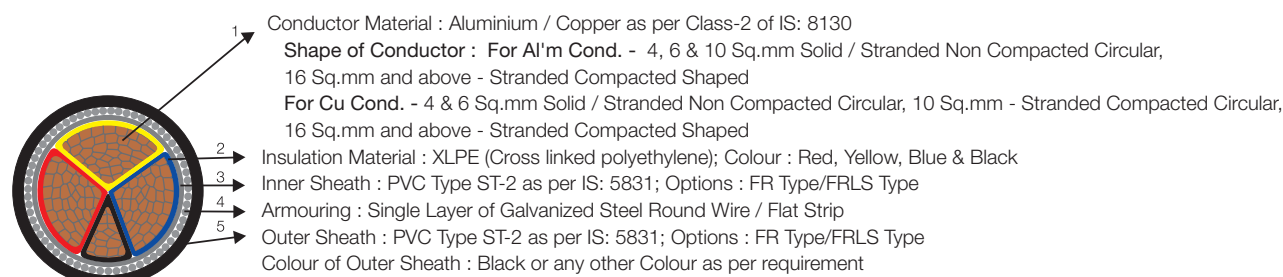 1 Conductor Material : Aluminium / Copper as per Class-2 of IS: 8130
Shape of Conductor : For Al'm Cond. - 4, 6 & 10 Sq.mm Solid / Stranded Non Compacted Circular,
16 Sq.mm and above - Stranded Compacted Shaped
For Cu Cond. - 4 & 6 Sq.mm Solid / Stranded Non Compacted Circular, 10 Sq.mm - Stranded Compacted Circular,
16 Sq.mm and above - Stranded Compacted Shaped
2 Insulation Material : XLPE (Cross linked polyethylene); Colour : Red, Yellow, Blue & Black
3 Inner Sheath : PVC Type ST-2 as per IS: 5831; Options : FR Type/FRLS Type
4 Armouring : Single Layer of Galvanized Steel Round Wire / Flat Strip
5 Outer Sheath : PVC Type ST-2 as per IS: 5831; Options : FR Type/FRLS Type
Colour of Outer Sheath : Black or any other Colour as per requirement